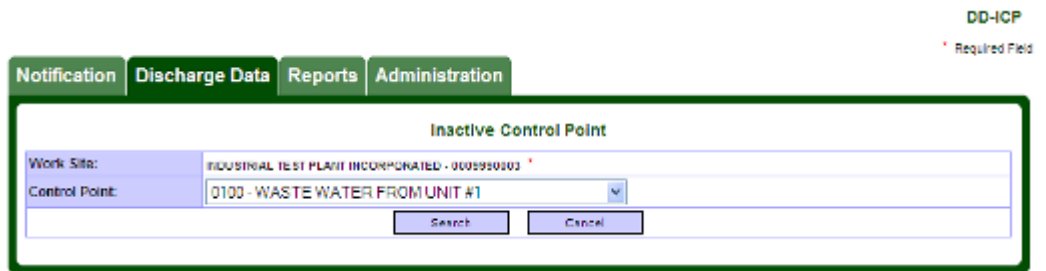 DD-ICP
* Required Field
Notification Discharge Data Reports Administration
Inactive Control Point
Work Site: INDUSTRIAL TEST PLANT INCORPORATED - 0009990003 *
Control Point: 0100 - WASTE WATER FROM UNIT #1
Search Cancel